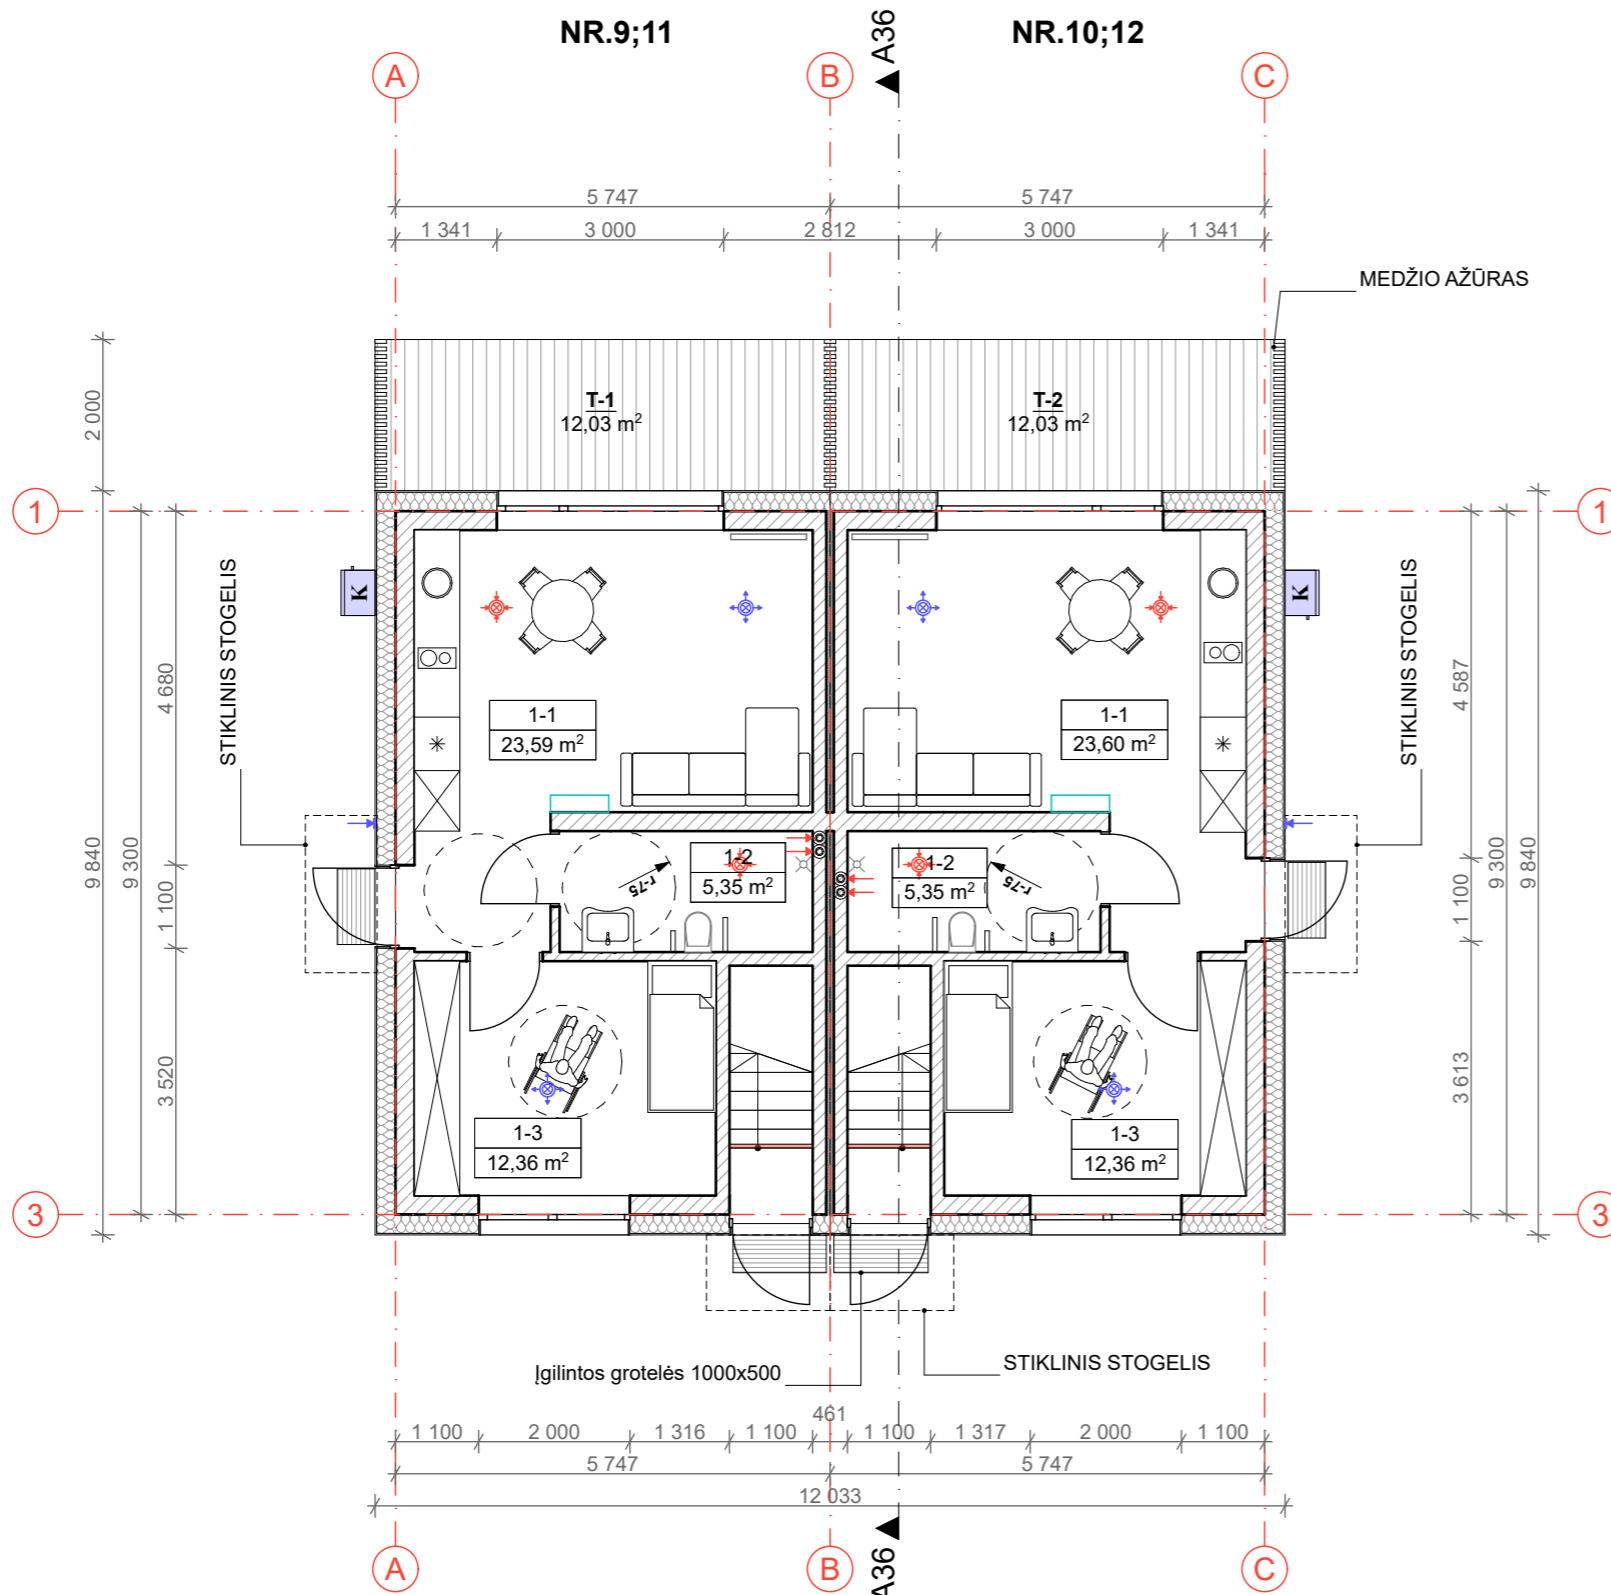 NR.9;11
NR.10;12
A36
A
B
C
5 747
5 747
1 341
3 000
2 812
3 000
1 341
MEDŽIO AŽŪRAS
2 000
T-1
12,03 m²
T-2
12,03 m²
1
1
K
K
STIKLINIS STOGELIS
STIKLINIS STOGELIS
4 680
4 587
1-1
23,59 m²
1-1
23,60 m²
9 840
9 300
1 100
1-2
5,35 m²
r-75
1-2
5,35 m²
r-75
1 100
9 300
9 840
3 520
3 613
1-3
12,36 m²
1-3
12,36 m²
3
3
Įgilintos grotelės 1000x500
STIKLINIS STOGELIS
461
1 100
2 000
1 316
1 100
1 100
1 317
2 000
1 100
5 747
5 747
12 033
A36
A
B
C